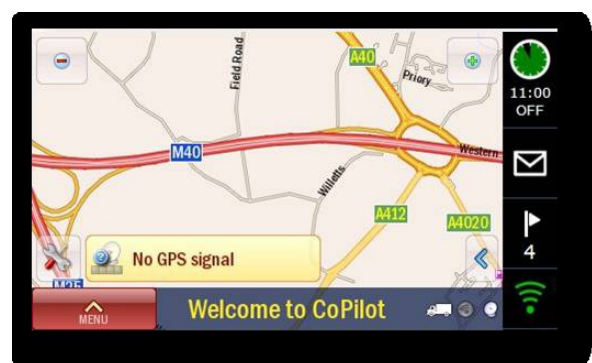 Field Road
A40
Priory
11:00
OFF
M40
Western
Willetts
A412
A4020
4
No GPS signal
M25
MENU
Welcome to CoPilot